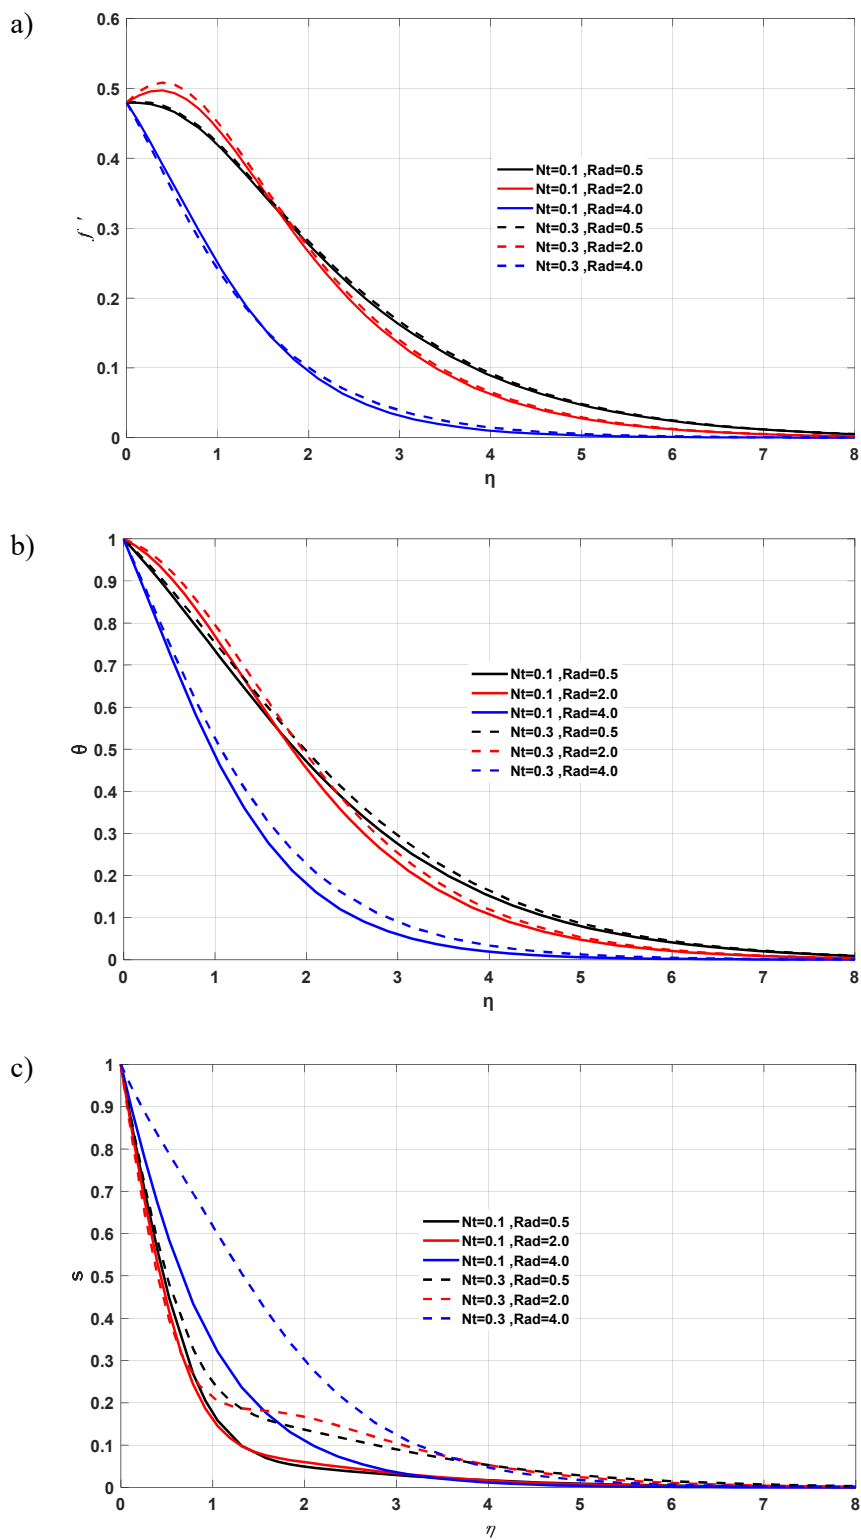 a)
0.6
0.5
0.4
0.3
0.2
0.1
0
f '
Nt=0.1 ,Rad=0.5
Nt=0.1 ,Rad=2.0
Nt=0.1 ,Rad=4.0
Nt=0.3 ,Rad=0.5
Nt=0.3 ,Rad=2.0
Nt=0.3 ,Rad=4.0
0 1 2 3 4 5 6 7 8
η
b)
1
0.9
0.8
0.7
0.6
0.5
0.4
0.3
0.2
0.1
0
θ
Nt=0.1 ,Rad=0.5
Nt=0.1 ,Rad=2.0
Nt=0.1 ,Rad=4.0
Nt=0.3 ,Rad=0.5
Nt=0.3 ,Rad=2.0
Nt=0.3 ,Rad=4.0
0 1 2 3 4 5 6 7 8
η
c)
1
0.9
0.8
0.7
0.6
0.5
0.4
0.3
0.2
0.1
0
s
Nt=0.1 ,Rad=0.5
Nt=0.1 ,Rad=2.0
Nt=0.1 ,Rad=4.0
Nt=0.3 ,Rad=0.5
Nt=0.3 ,Rad=2.0
Nt=0.3 ,Rad=4.0
0 1 2 3 4 5 6 7 8
η